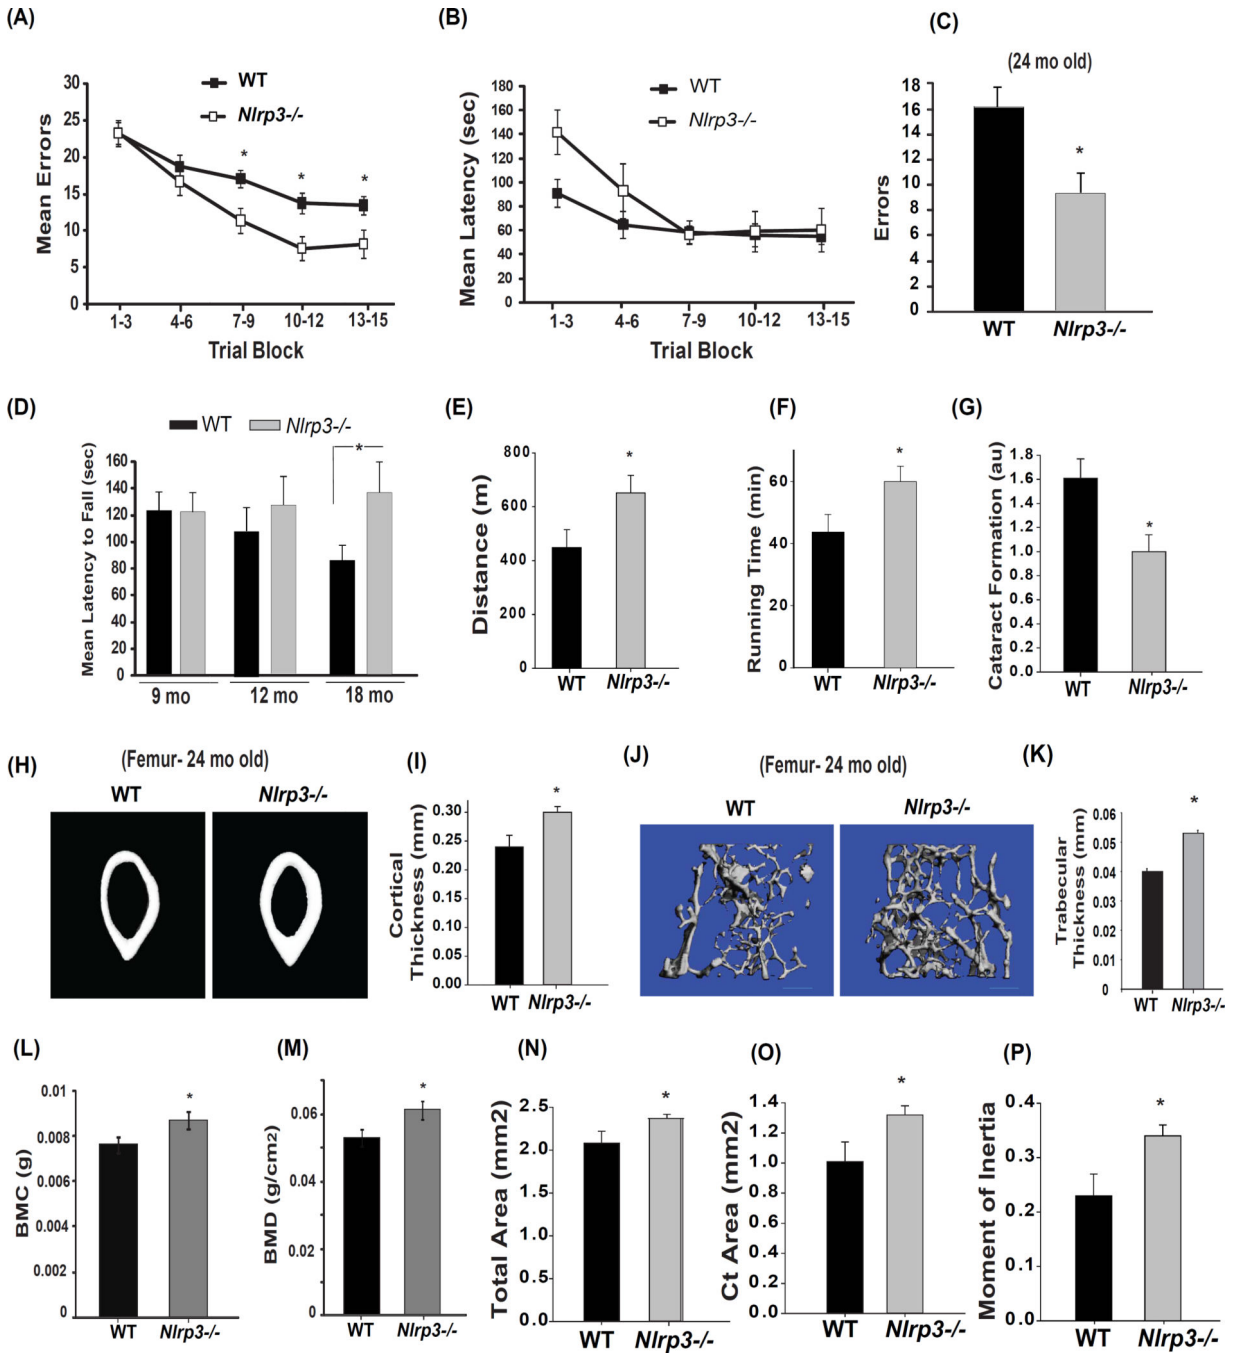 (A)
30
25
20
15
10
5
0
Mean Errors
WT
Nlrp3-/-
*
*
*
1-3
4-6
7-9
10-12
13-15
Trial Block
(B)
180
160
140
120
100
80
60
40
20
0
Mean Latency (sec)
WT
Nlrp3-/-
1-3
4-6
7-9
10-12
13-15
Trial Block
(C)
(24 mo old)
18
16
14
12
10
8
6
4
2
0
Errors
*
WT
Nlrp3-/-
(D)
WT
Nlrp3-/-
160
140
120
100
80
60
40
20
0
Mean Latency to Fall (sec)
*
9 mo
12 mo
18 mo
(E)
800
600
400
200
0
Distance (m)
*
WT
Nlrp3-/-
(F)
60
40
20
0
Running Time (min)
*
WT
Nlrp3-/-
(G)
1.8
1.6
1.4
1.2
1.0
0.8
0.6
0.4
0.2
0.0
Cataract Formation (au)
*
WT
Nlrp3-/-
(H)
(Femur- 24 mo old)
WT
Nlrp3-/-
(I)
0.30
0.25
0.20
0.15
0.10
0.05
0.00
Cortical
Thickness (mm)
*
WT
Nlrp3-/-
(J)
(Femur- 24 mo old)
WT
Nlrp3-/-
(K)
0.06
0.05
0.04
0.03
0.02
0.01
0
Trabecular
Thickness (mm)
*
WT
Nlrp3-/-
(L)
0.01
0.008
0.006
0.004
0.002
0
BMC (g)
*
WT
Nlrp3-/-
(M)
0.06
0.04
0.02
0
BMD (g/cm2)
*
WT
Nlrp3-/-
(N)
2.5
2.0
1.5
1.0
0.5
0.0
Total Area (mm2)
*
WT
Nlrp3-/-
(O)
1.4
1.2
1.0
0.8
0.6
0.4
0.2
0.0
Ct Area (mm2)
*
WT
Nlrp3-/-
(P)
0.4
0.3
0.2
0.1
0.0
Moment of Inertia
*
WT
Nlrp3-/-